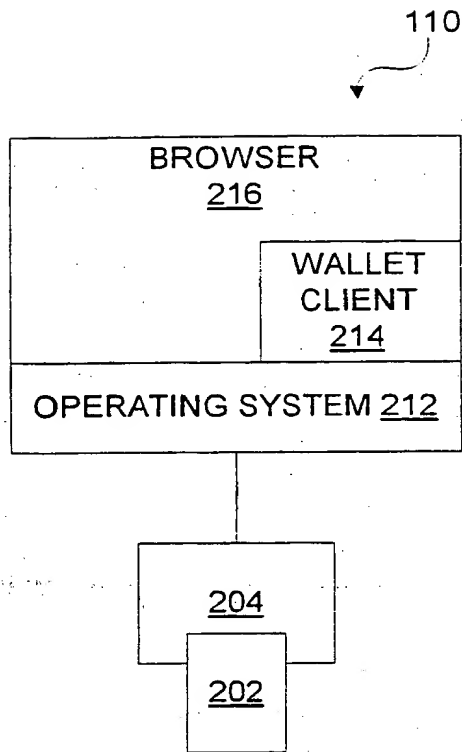 110
BROWSER
216
WALLET
CLIENT
214
OPERATING SYSTEM 212
204
202